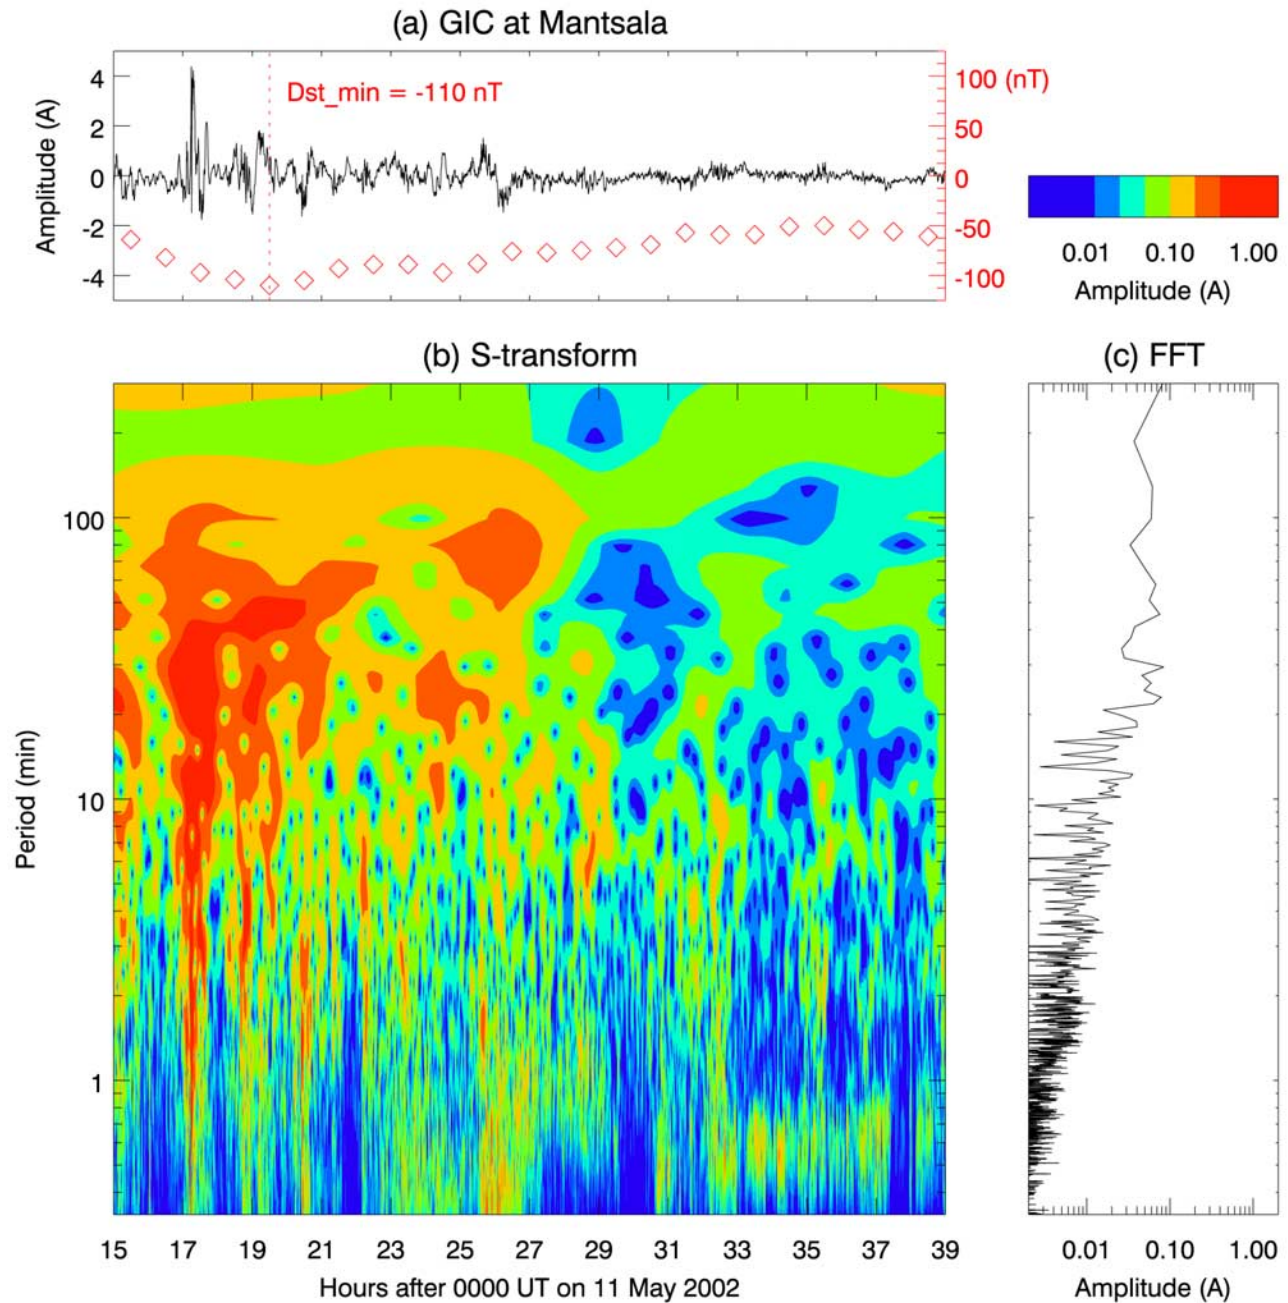 (a) GIC at Mantsala
Amplitude (A)
4
2
0
-2
-4
Dst_min = -110 nT
100 (nT)
50
0
-50
-100
0.01 0.10 1.00
Amplitude (A)
(b) S-transform
(c) FFT
Period (min)
100
10
1
15 17 19 21 23 25 27 29 31 33 35 37 39
Hours after 0000 UT on 11 May 2002
0.01 0.10 1.00
Amplitude (A)